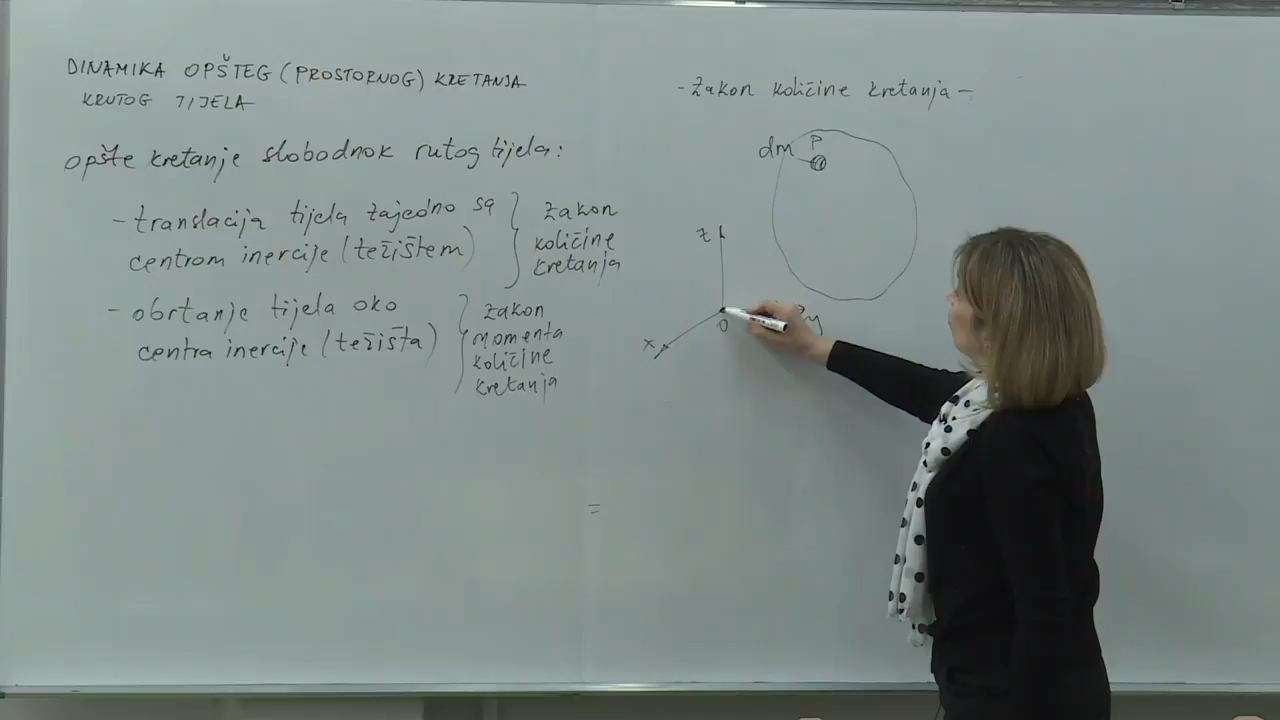 DINAMIKA OPŠTEG (PROSTORNOG) KRETANJA
KRUTOG TIJELA
opšte kretanje slobodnok rutog tijela:
- translacija tijela zajedno sa
centrom inercije (težištem)
zakon
količine
kretanja
- obrtanje tijela oko
centra inercije (težišta)
zakon
momenta
količine
kretanja
=
- Zakon količine kretanja -
dm
P
z
x
O
y